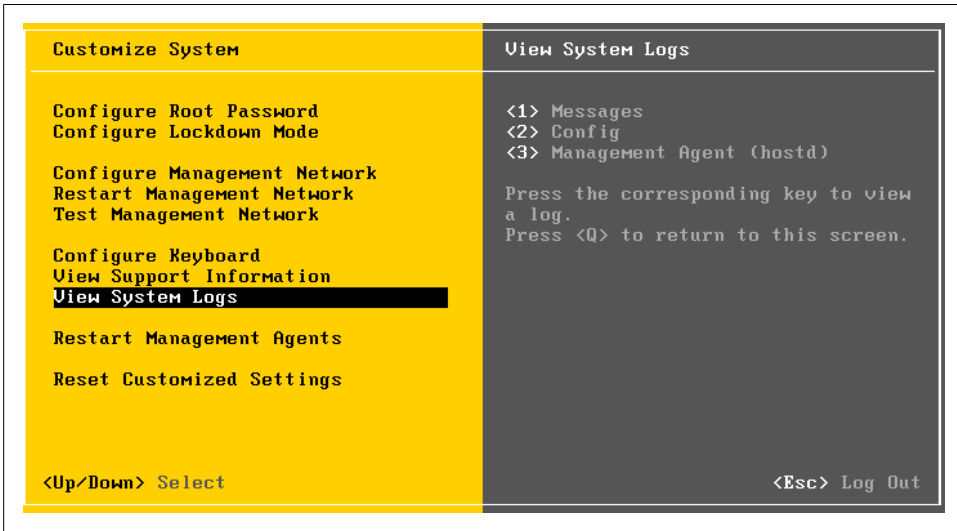 Customize System
Configure Root Password
Configure Lockdown Mode
Configure Management Network
Restart Management Network
Test Management Network
Configure Keyboard
View Support Information
View System Logs
Restart Management Agents
Reset Customized Settings
<Up/Down> Select
View System Logs
<1> Messages
<2> Config
<3> Management Agent (hostd)
Press the corresponding key to view
a log.
Press <Q> to return to this screen.
<Esc> Log Out